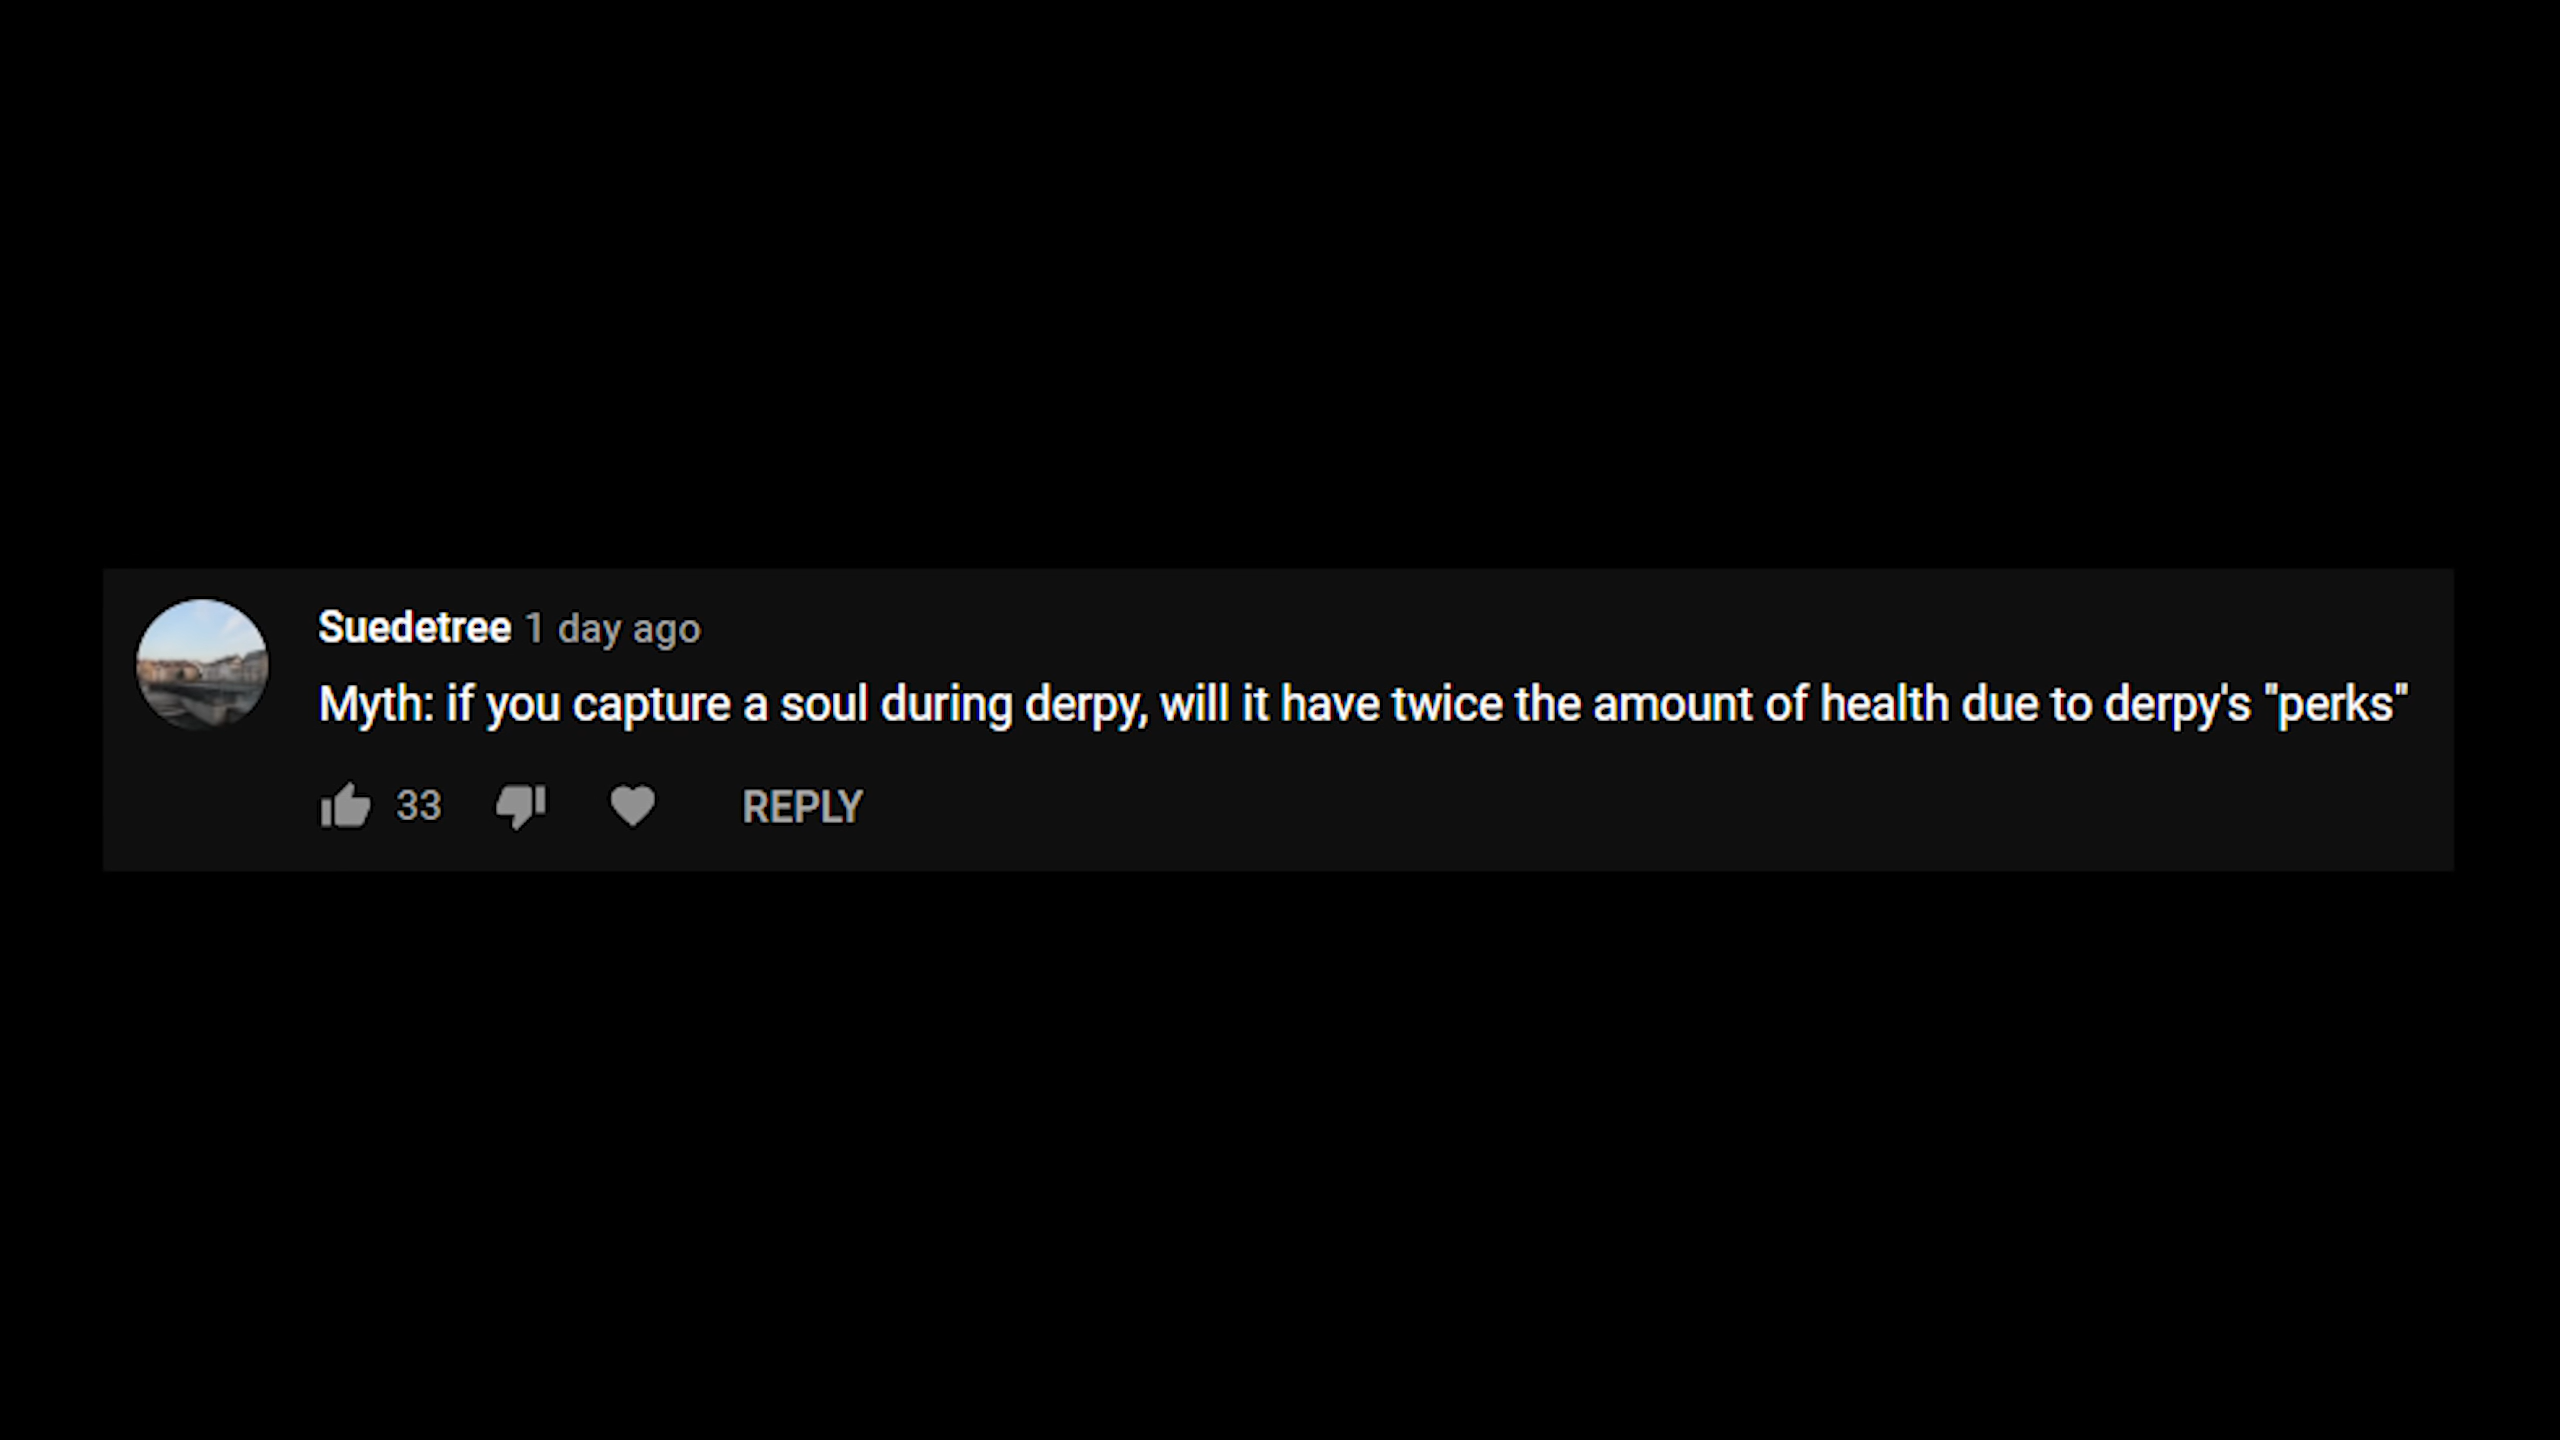 Suedetree 1 day ago
Myth: if you capture a soul during derpy, will it have twice the amount of health due to derpy's "perks"
33 REPLY